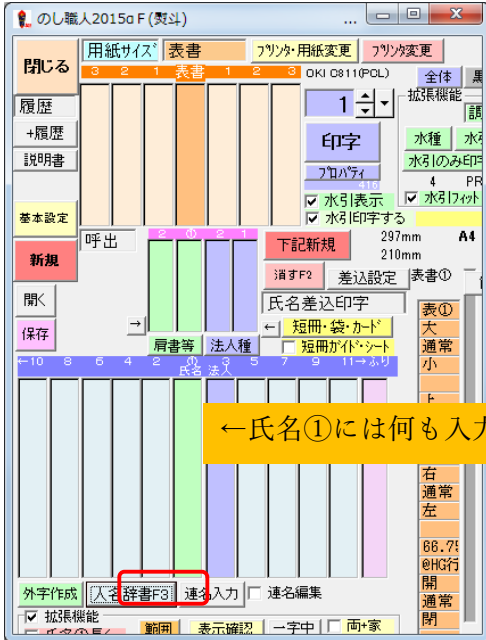 のし職人2015α F (熨斗) ...
閉じる
用紙サイズ 表書 プリンタ・用紙変更 プリンタ変更
3 2 1 表書 1 2 3 OKI C811(PCL) 全体
拡張機能
履歴
1
+履歴
印字
水種
説明書
水引のみ印字
プロパティ
416
4 PR
水引表示
水引フィット
水引印字する
基本設定
呼出
2 ① 2 1
下記新規
297mm A4
210mm
新規
消すF2 差込設定 表書①
開く
氏名差込印字
表①
保存
→
← 短冊・袋・カード
大
肩書等 法人種
短冊ガイド・シート
通常
←10 8 6 4 2 ① 3 5 7 9 11→ふり
氏名 法人
小
上
←氏名①には何も入力
右
通常
左
66.75
@HG行
開
通常
閉
外字作成 人名辞書F3 連名入力 連名編集
拡張機能
範囲 表示確認 一字中 両+家